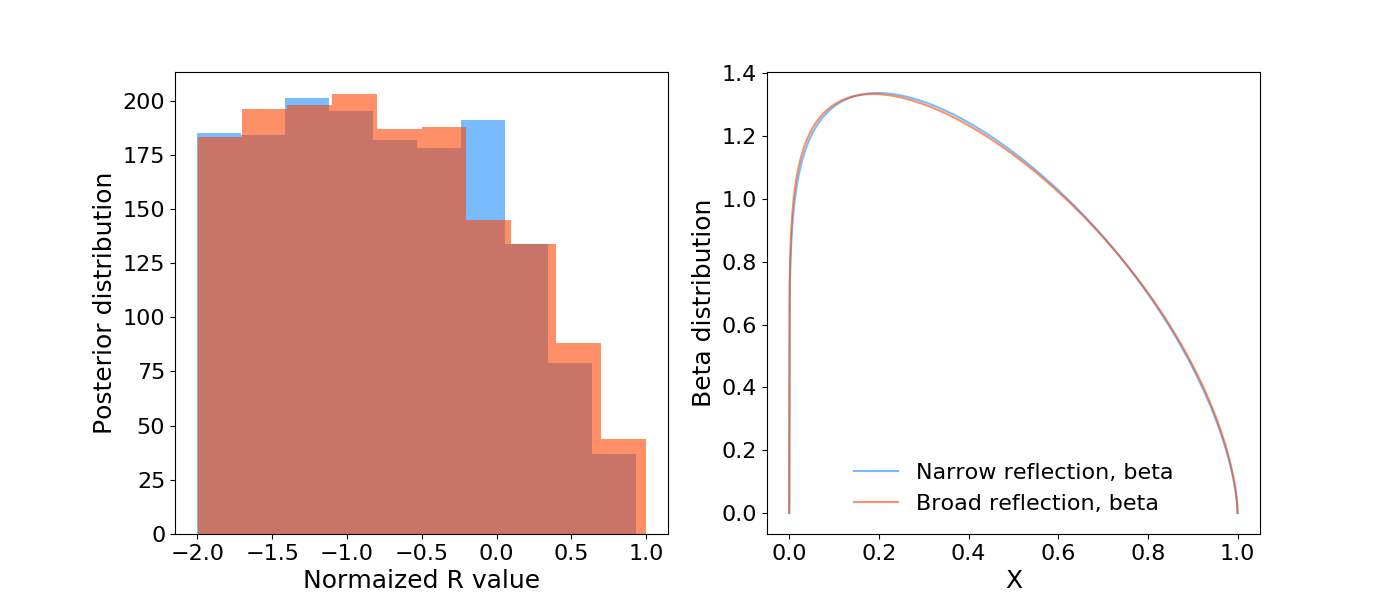 Posterior distribution
200
175
150
125
100
75
50
25
0
−2.0 −1.5 −1.0 −0.5 0.0 0.5 1.0
Normaized R value
Beta distribution
1.4
1.2
1.0
0.8
0.6
0.4
0.2
0.0
Narrow reflection, beta
Broad reflection, beta
0.0 0.2 0.4 0.6 0.8 1.0
X